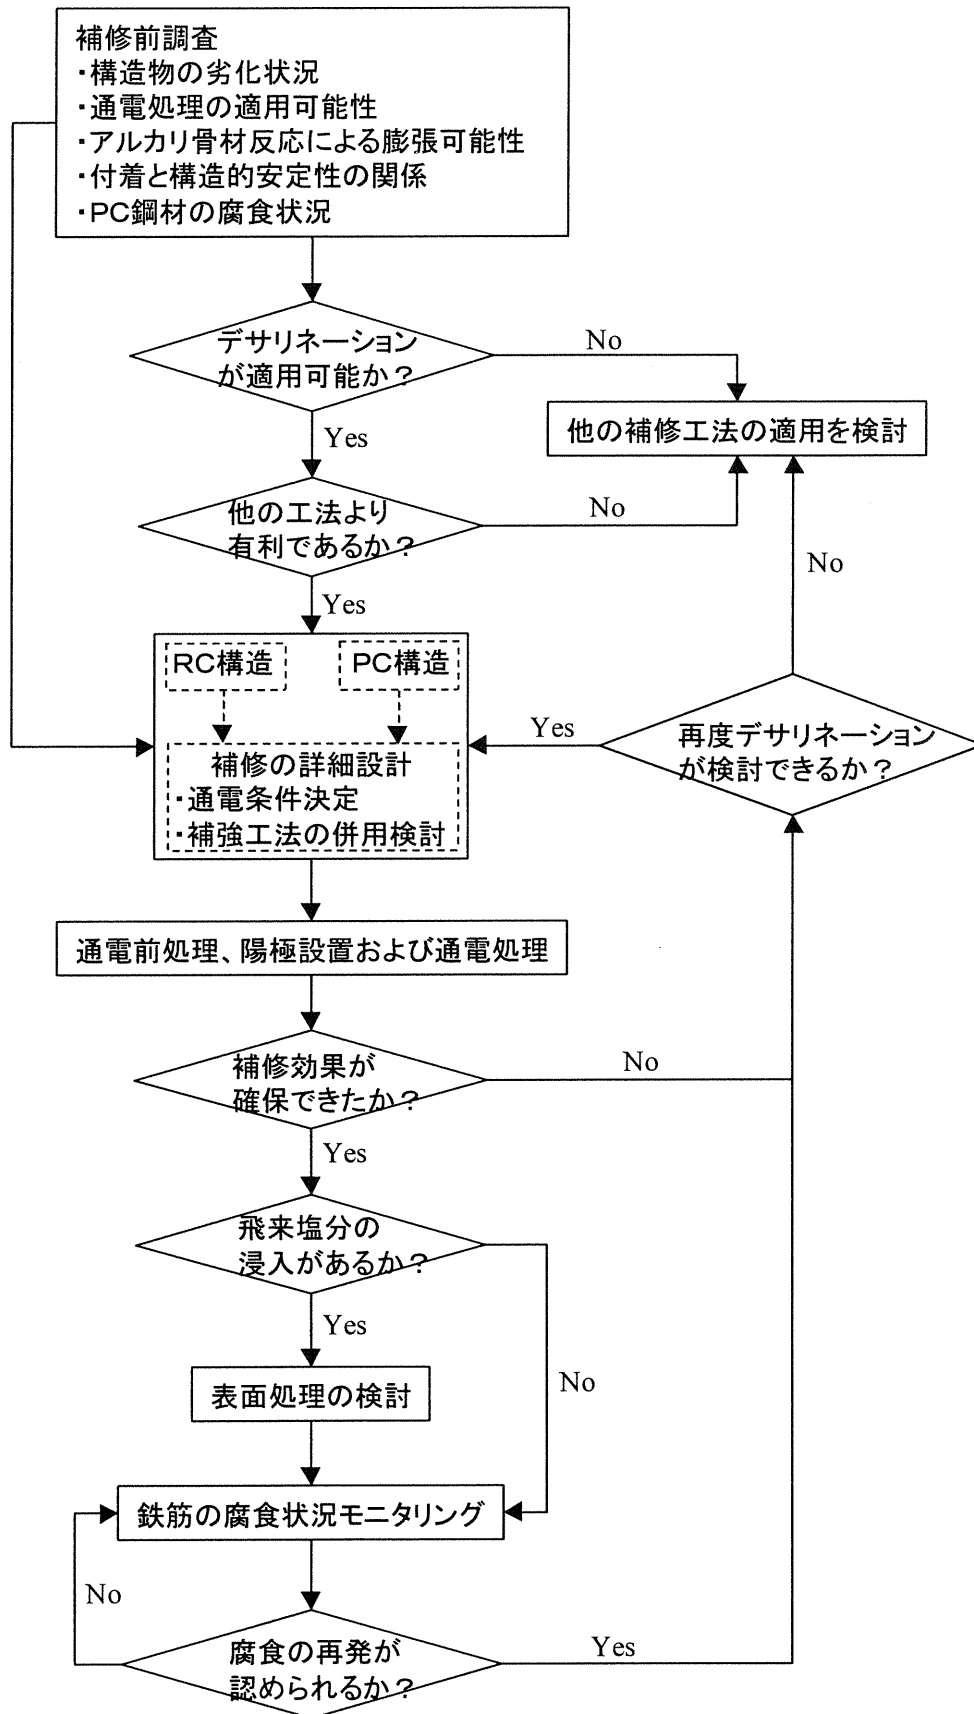 補修前調査
・構造物の劣化状況
・通電処理の適用可能性
・アルカリ骨材反応による膨張可能性
・付着と構造的安定性の関係
・PC鋼材の腐食状況
デサリネーション
が適用可能か？
No
他の補修工法の適用を検討
Yes
他の工法より
有利であるか？
No
No
Yes
RC構造
PC構造
Yes
再度デサリネーション
が検討できるか？
補修の詳細設計
・通電条件決定
・補強工法の併用検討
通電前処理、陽極設置および通電処理
補修効果が
確保できたか？
No
Yes
飛来塩分の
浸入があるか？
Yes
No
表面処理の検討
鉄筋の腐食状況モニタリング
No
腐食の再発が
認められるか？
Yes